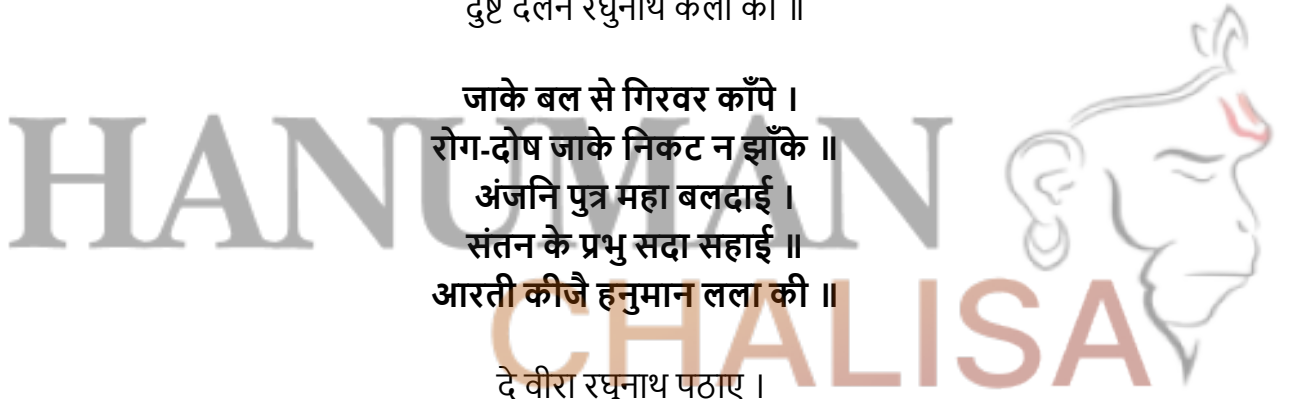 दुष्ट दलन रघुनाथ कला की ॥
जाके बल से गिरवर काँपे ।
रोग-दोष जाके निकट न झाँके ॥
अंजनि पुत्र महा बलदाई ।
संतन के प्रभु सदा सहाई ॥
आरती कीजै हनुमान लला की ॥
दे वीरा रघुनाथ पठाए ।
HANUMAN
CHALISA